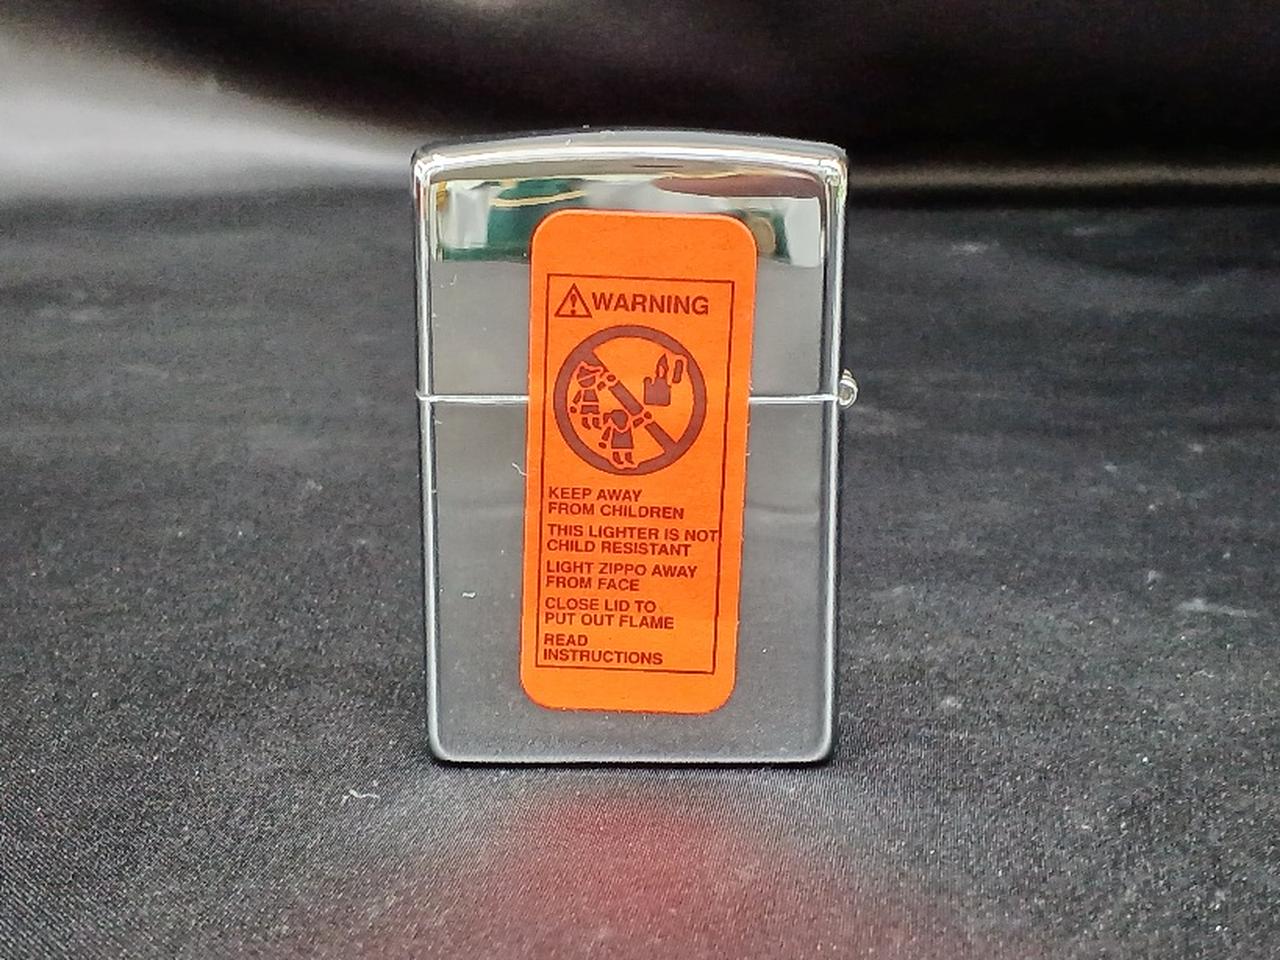 WARNING
KEEP AWAY
FROM CHILDREN
THIS LIGHTER IS NOT
CHILD RESISTANT
LIGHT ZIPPO AWAY
FROM FACE
CLOSE LID TO
PUT OUT FLAME
READ
INSTRUCTIONS